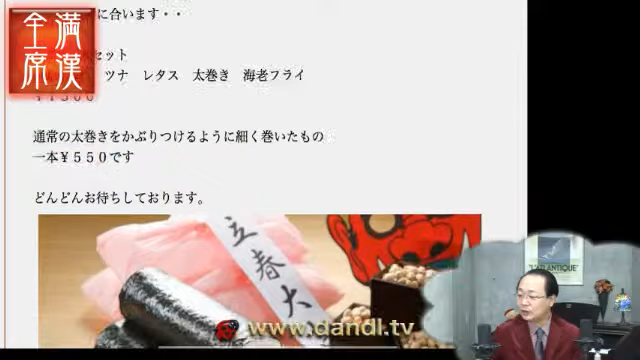 満漢
全席
に合います・・
セット
ツナ　レタス　太巻き　海老フライ
￥１３００
通常の太巻きをかぶりつけるように細く巻いたもの
一本￥５５０です
どんどんお待ちしております。
立春大
"L'ATLANTIQUE"
www.dandl.tv